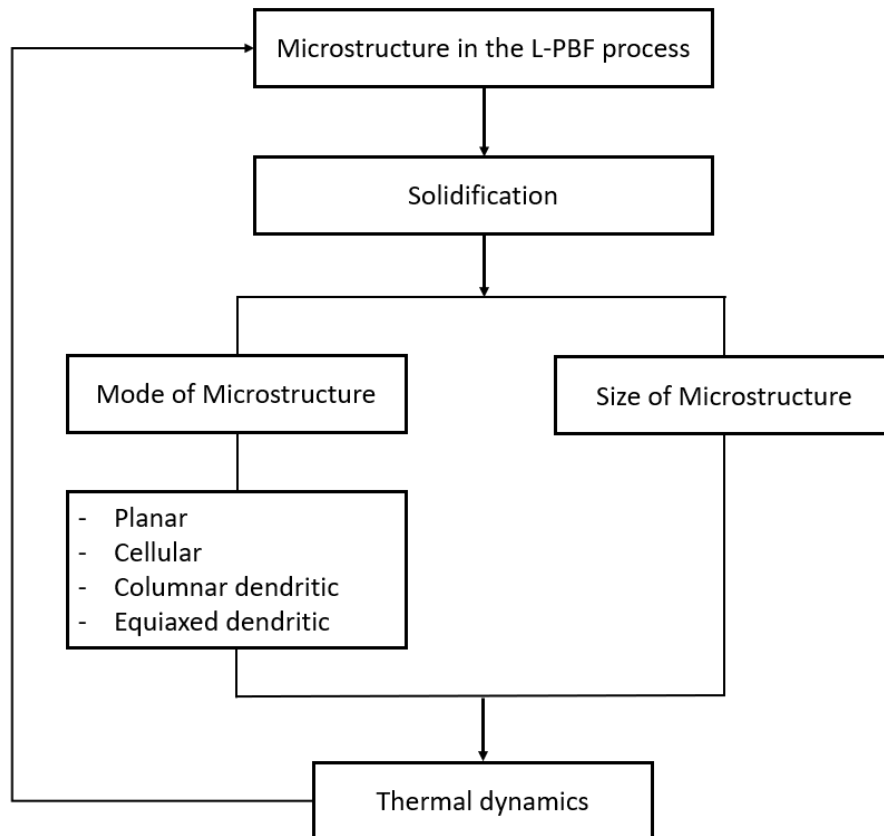 Microstructure in the L-PBF process
Solidification
Mode of Microstructure
Size of Microstructure
- Planar
- Cellular
- Columnar dendritic
- Equiaxed dendritic
Thermal dynamics